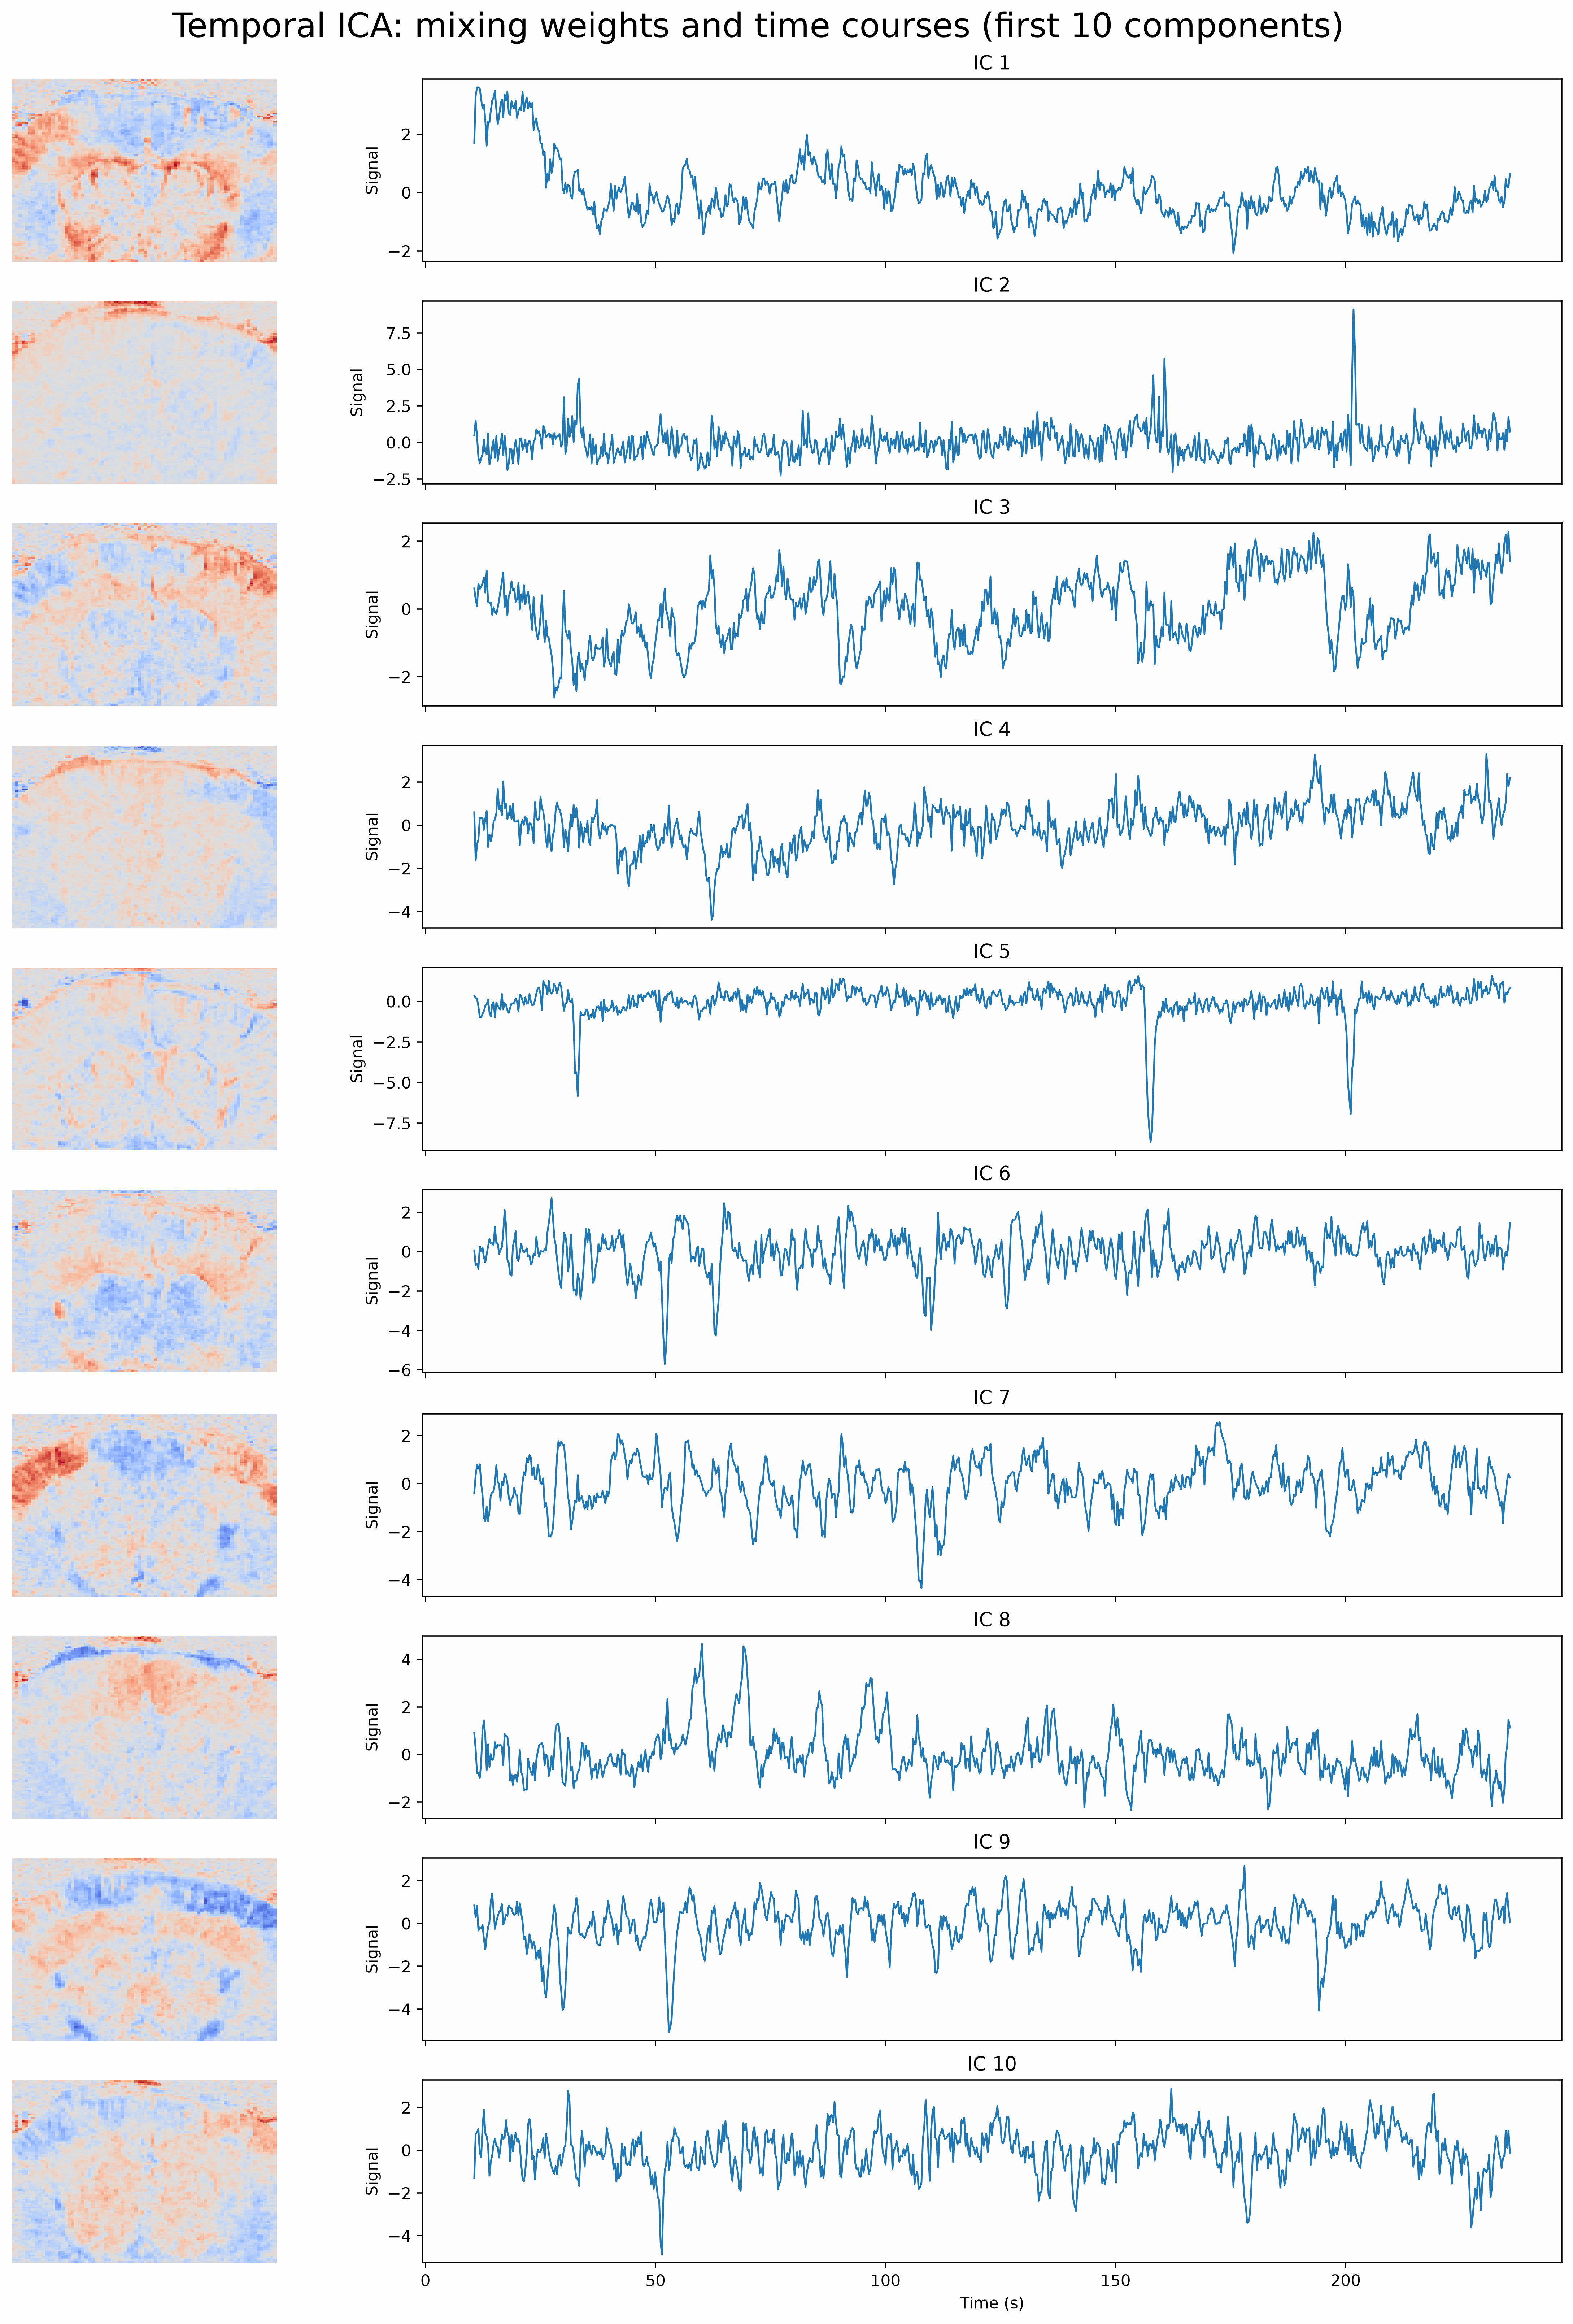 Temporal ICA: mixing weights and time courses (first 10 components)
IC 1
Signal
2
0
−2
IC 2
Signal
7.5
5.0
2.5
0.0
−2.5
IC 3
Signal
2
0
−2
IC 4
Signal
2
0
−2
−4
IC 5
Signal
0.0
−2.5
−5.0
−7.5
IC 6
Signal
2
0
−2
−4
−6
IC 7
Signal
2
0
−2
−4
IC 8
Signal
4
2
0
−2
IC 9
Signal
2
0
−2
−4
IC 10
Signal
2
0
−2
−4
0 50 100 150 200
Time (s)